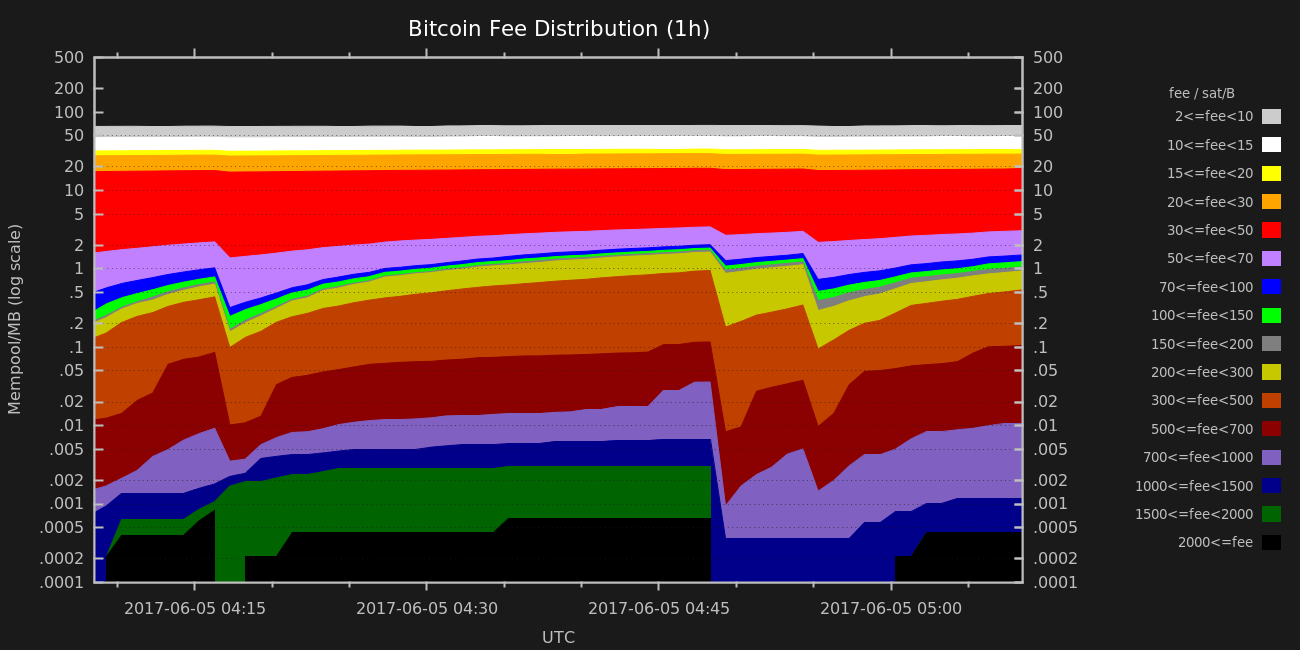 Bitcoin Fee Distribution (1h)
500 500
200 200
100 100
50 50
20 20
10 10
5 5
2 2
1 1
.5 .5
.2 .2
.1 .1
.05 .05
.02 .02
.01 .01
.005 .005
.002 .002
.001 .001
.0005 .0005
.0002 .0002
.0001 .0001
Mempool/MB (log scale)
2017-06-05 04:15 2017-06-05 04:30 2017-06-05 04:45 2017-06-05 05:00
UTC
fee / sat/B
2<=fee<10
10<=fee<15
15<=fee<20
20<=fee<30
30<=fee<50
50<=fee<70
70<=fee<100
100<=fee<150
150<=fee<200
200<=fee<300
300<=fee<500
500<=fee<700
700<=fee<1000
1000<=fee<1500
1500<=fee<2000
2000<=fee